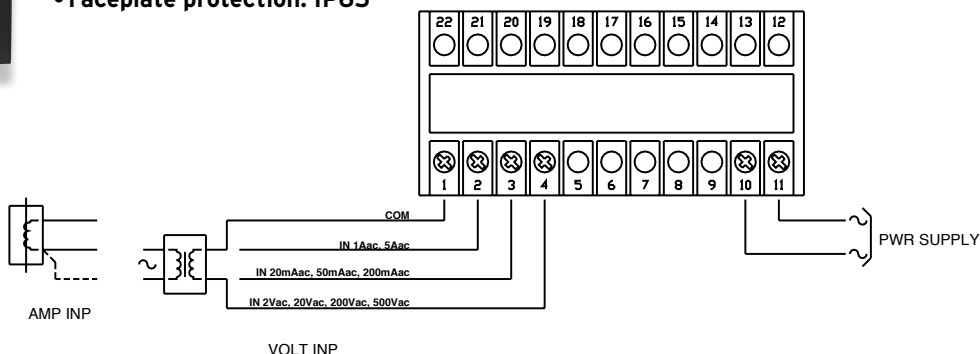 • Faceplate protection: IP65
22 21 20 19 18 17 16 15 14 13 12
1 2 3 4 5 6 7 8 9 10 11
COM
IN 1Aac, 5Aac
IN 20mAac, 50mAac, 200mAac
IN 2Vac, 20Vac, 200Vac, 500Vac
PWR SUPPLY
AMP INP
VOLT INP